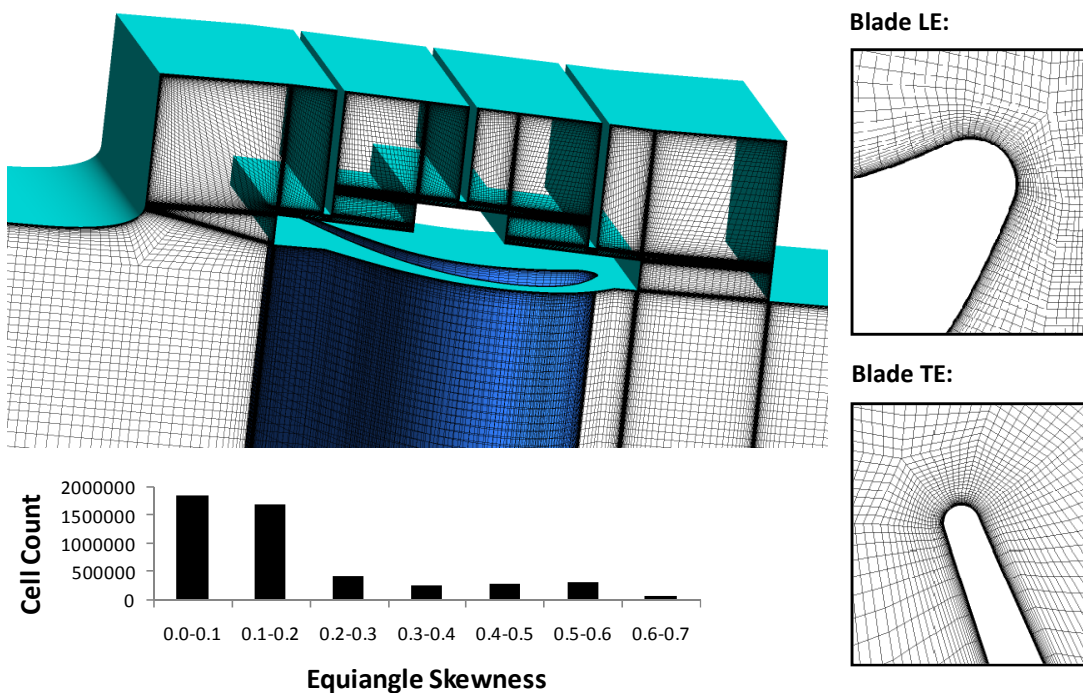 Blade LE:
Blade TE:
2000000
1500000
1000000
500000
0
Cell Count
0.0-0.1 0.1-0.2 0.2-0.3 0.3-0.4 0.4-0.5 0.5-0.6 0.6-0.7
Equiangle Skewness